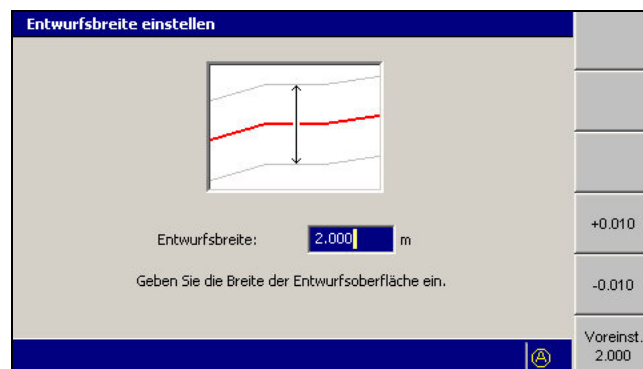 Entwurfsbreite einstellen
Entwurfsbreite: 2.000 m
Geben Sie die Breite der Entwurfsoberfläche ein.
+0.010
-0.010
Voreinst.
2.000
A